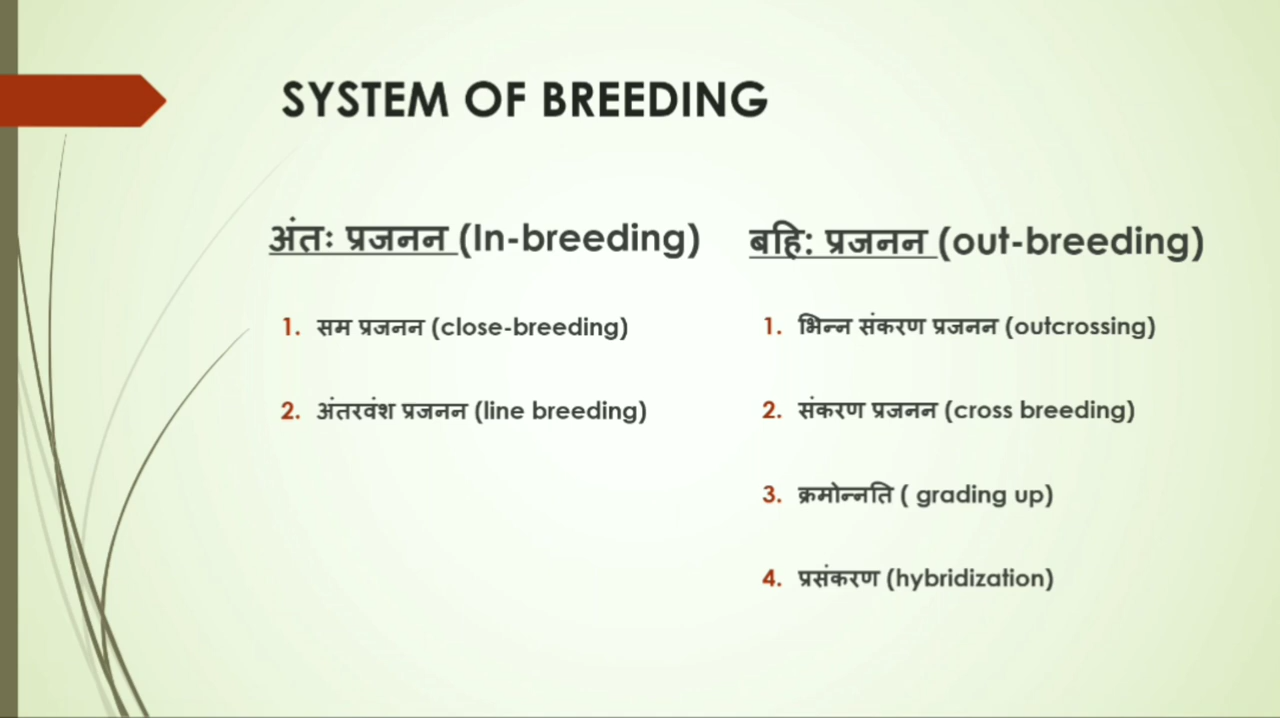 SYSTEM OF BREEDING
अंतः प्रजनन (In-breeding)
1. सम प्रजनन (close-breeding)
2. अंतरवंश प्रजनन (line breeding)
बहि: प्रजनन (out-breeding)
1. भिन्न संकरण प्रजनन (outcrossing)
2. संकरण प्रजनन (cross breeding)
3. क्रमोन्नति ( grading up)
4. प्रसंकरण (hybridization)